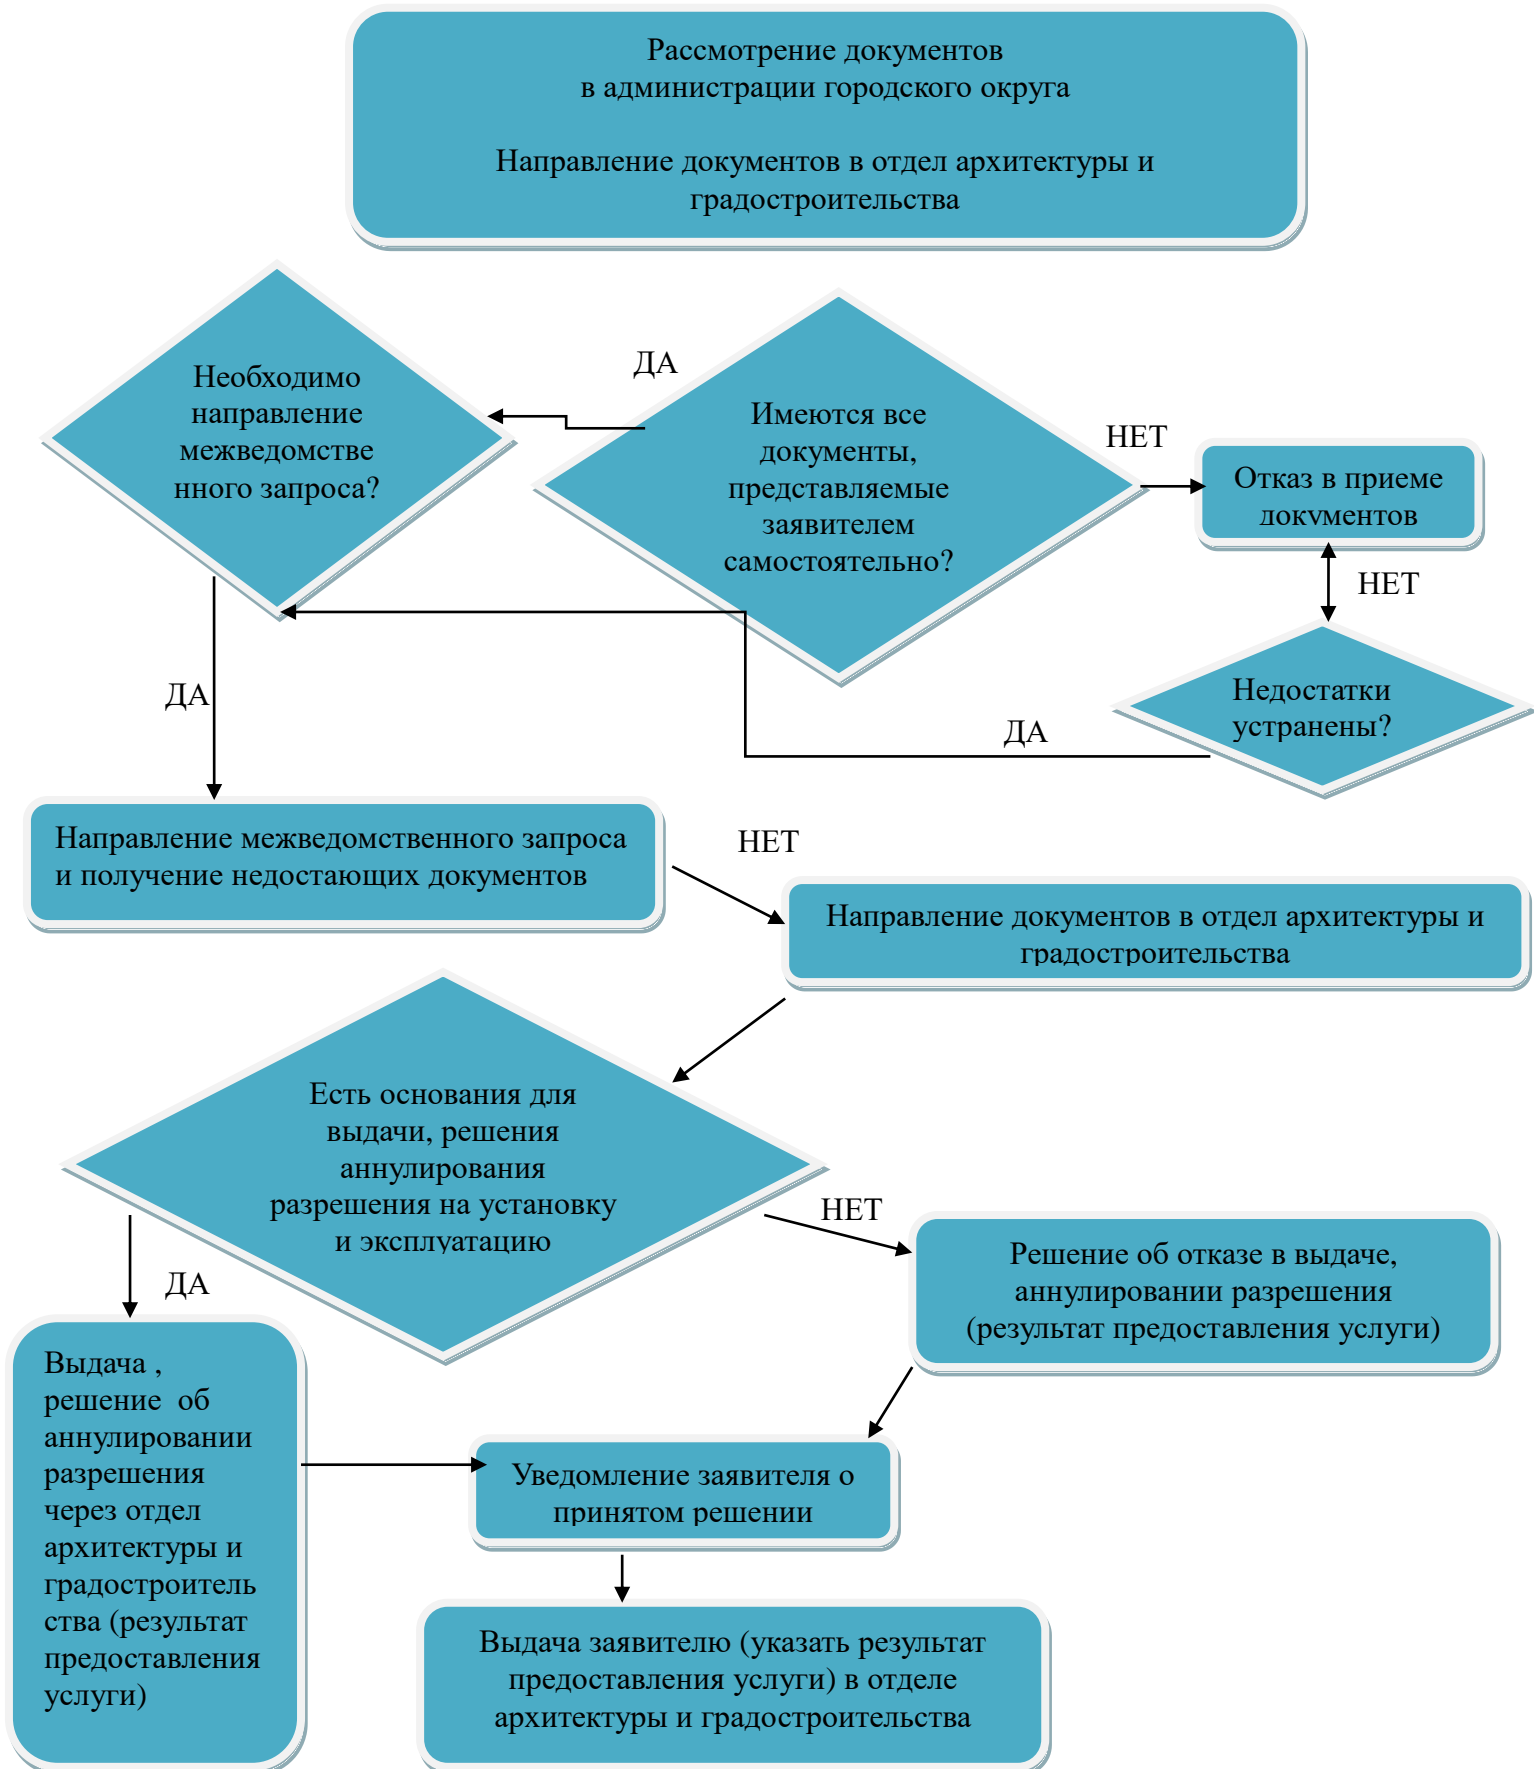 Рассмотрение документов
в администрации городского округа
Направление документов в отдел архитектуры и
градостроительства
Необходимо
направление
межведомстве
нного запроса?
ДА
Имеются все
документы,
представляемые
заявителем
самостоятельно?
НЕТ
Отказ в приеме
документов
НЕТ
Недостатки
устранены?
ДА
ДА
Направление межведомственного запроса
и получение недостающих документов
НЕТ
Направление документов в отдел архитектуры и
градостроительства
Есть основания для
выдачи, решения
аннулирования
разрешения на установку
и эксплуатацию
НЕТ
ДА
Решение об отказе в выдаче,
аннулировании разрешения
(результат предоставления услуги)
Выдача ,
решение  об
аннулировании
разрешения
через отдел
архитектуры и
градостроитель
ства (результат
предоставления
услуги)
Уведомление заявителя о
принятом решении
Выдача заявителю (указать результат
предоставления услуги) в отделе
архитектуры и градостроительства